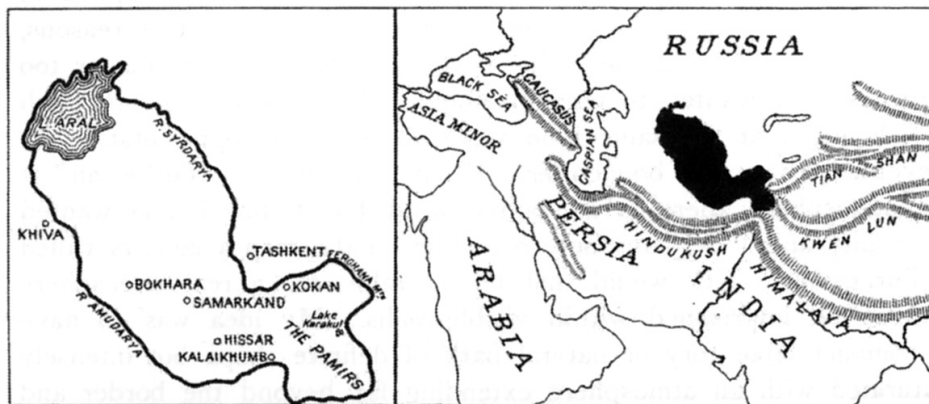 L. ARAL
R. SYRDARYA
KHIVA
TASHKENT
FERGHANA MTN
BOKHARA
KOKAN
SAMARKAND
Lake
Karakul
R. AMUDARYA
HISSAR
KALAIKHUMB
THE PAMIRS
RUSSIA
BLACK SEA
CAUCASUS
ASIA MINOR
CASPIAN SEA
TIAN SHAN
PERSIA
HINDUKUSH
KWEN LUN
ARABIA
INDIA
HIMALAYA